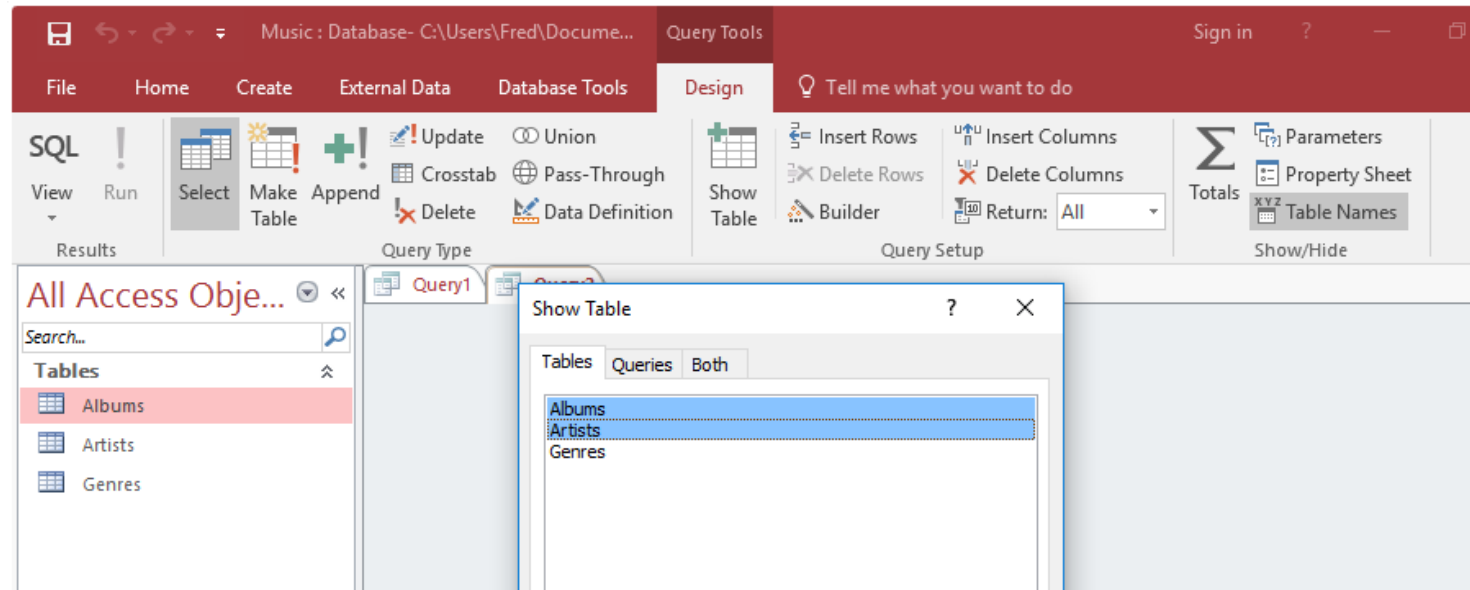 Music : Database- C:\Users\Fred\Docume... Query Tools Sign in ?
File Home Create External Data Database Tools Design Tell me what you want to do
SQL View
Run
Select
Make Table
Append
Update
Crosstab
Delete
Union
Pass-Through
Data Definition
Show Table
Insert Rows
Delete Rows
Builder
Insert Columns
Delete Columns
Return: All
Totals
Parameters
Property Sheet
XYZ Table Names
Results Query Type Query Setup Show/Hide
All Access Obje... «
Search...
Tables
Albums
Artists
Genres
Query1
Show Table ?
Tables Queries Both
Albums
Artists
Genres